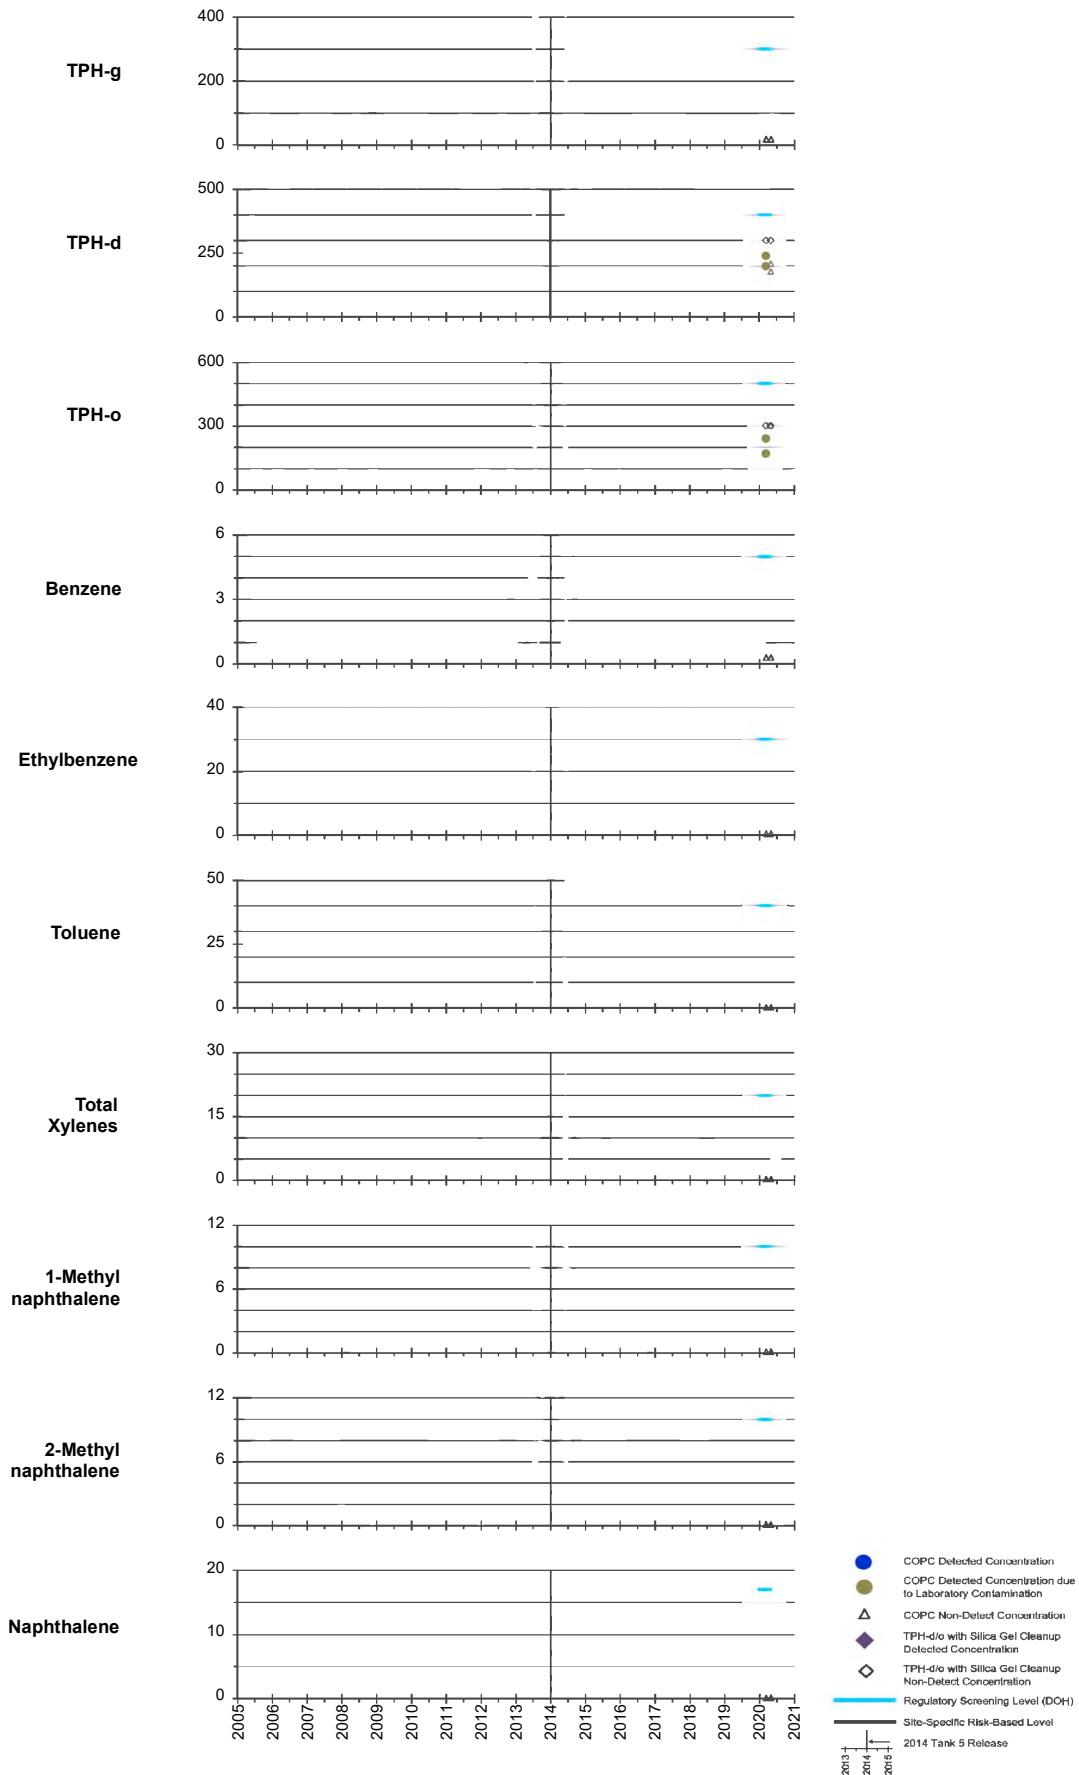 TPH-g
400
200
0
TPH-d
500
250
0
TPH-o
600
300
0
Benzene
6
3
0
Ethylbenzene
40
20
0
Toluene
50
25
0
Total
Xylenes
30
15
0
1-Methyl
naphthalene
12
6
0
2-Methyl
naphthalene
12
6
0
Naphthalene
20
10
0
2005 2006 2007 2008 2009 2010 2011 2012 2013 2014 2015 2016 2017 2018 2019 2020 2021
COPC Detected Concentration
COPC Detected Concentration due
to Laboratory Contamination
COPC Non-Detect Concentration
TPH-d/o with Silica Gel Cleanup
Detected Concentration
TPH-d/o with Silica Gel Cleanup
Non-Detect Concentration
Regulatory Screening Level (DOH)
Site-Specific Risk-Based Level
2014 Tank 5 Release
2013 2014 2015